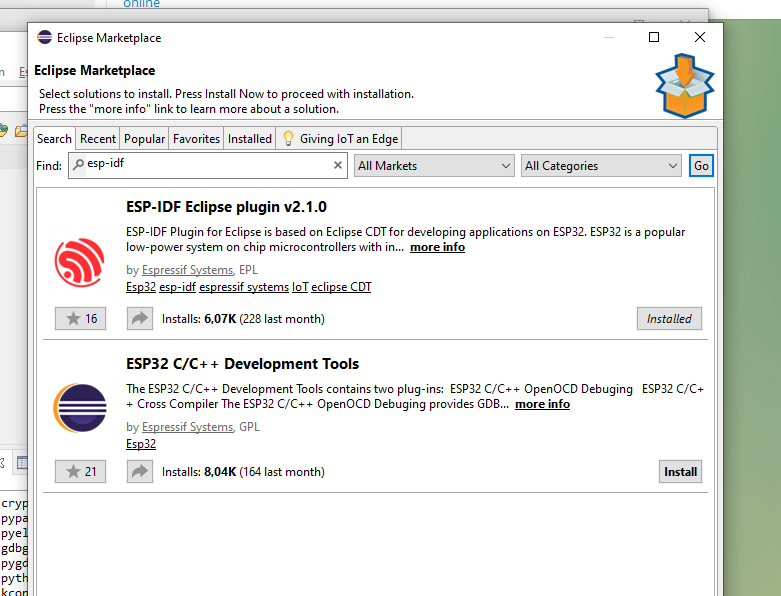 online
Eclipse Marketplace
Eclipse Marketplace
Select solutions to install. Press Install Now to proceed with installation.
Press the "more info" link to learn more about a solution.
Search Recent Popular Favorites Installed Giving IoT an Edge
Find: esp-idf All Markets All Categories Go
ESP-IDF Eclipse plugin v2.1.0
ESP-IDF Plugin for Eclipse is based on Eclipse CDT for developing applications on ESP32. ESP32 is a popular
low-power system on chip microcontrollers with in... more info
by Espressif Systems, EPL
Esp32 esp-idf espressif systems IoT eclipse CDT
16 Installs: 6,07K (228 last month) Installed
ESP32 C/C++ Development Tools
The ESP32 C/C++ Development Tools contains two plug-ins: ESP32 C/C++ OpenOCD Debuging ESP32 C/C+
+ Cross Compiler The ESP32 C/C++ OpenOCD Debuging provides GDB... more info
by Espressif Systems, GPL
Esp32
21 Installs: 8,04K (164 last month) Install
cryp
pypa
pyel
gdbg
pygd
pyth
kcon